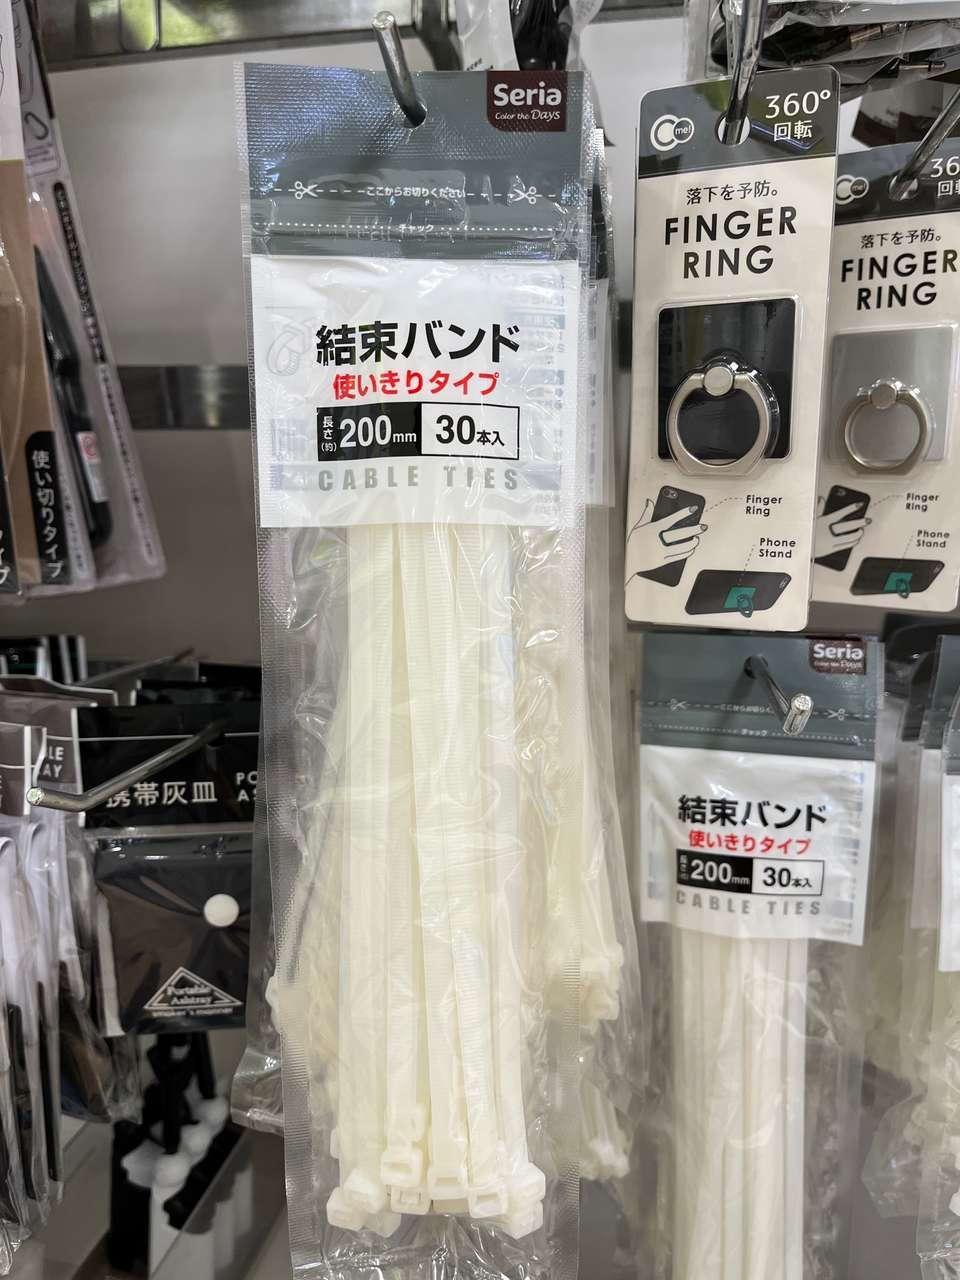 Seria
Color the Days
ここからお切りください
チャック
結束バンド
使いきりタイプ
長さ(約) 200mm 30本入
CABLE TIES
C me!
360°
回転
落下を予防。
FINGER
RING
Finger
Ring
Phone
Stand
落下を予防。
FINGER
RING
Finger
Ring
Phone
Stand
Seria
Color the Days
チャック
結束バンド
使いきりタイプ
200mm 30本入
CABLE TIES
使い切りタイプ
携帯灰皿
Portable
Ashtray
smoker's manner